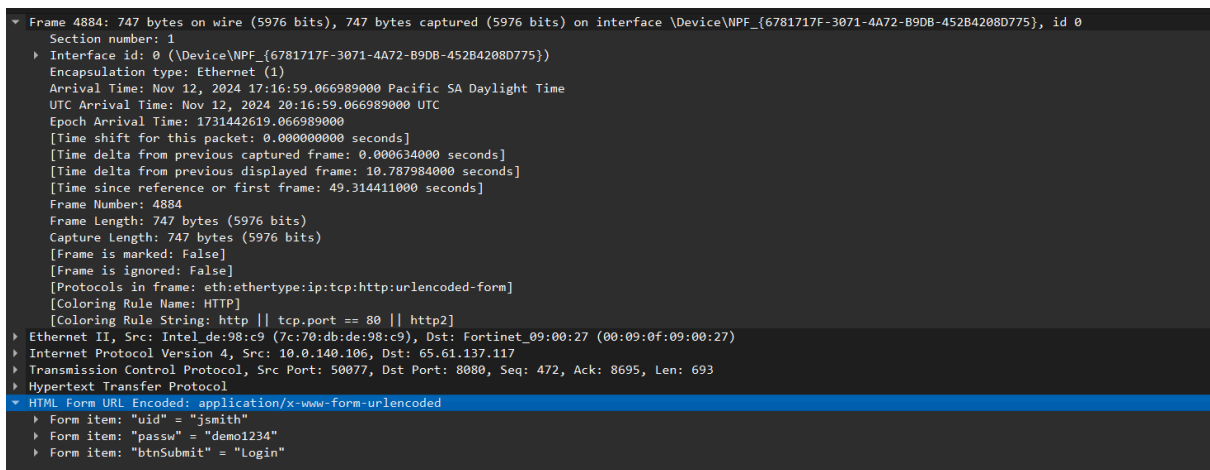 Frame 4884: 747 bytes on wire (5976 bits), 747 bytes captured (5976 bits) on interface \Device\NPF_{6781717F-3071-4A72-B9DB-452B4208D775}, id 0
Section number: 1
Interface id: 0 (\Device\NPF_{6781717F-3071-4A72-B9DB-452B4208D775})
Encapsulation type: Ethernet (1)
Arrival Time: Nov 12, 2024 17:16:59.066989000 Pacific SA Daylight Time
UTC Arrival Time: Nov 12, 2024 20:16:59.066989000 UTC
Epoch Arrival Time: 1731442619.066989000
[Time shift for this packet: 0.000000000 seconds]
[Time delta from previous captured frame: 0.000634000 seconds]
[Time delta from previous displayed frame: 10.787984000 seconds]
[Time since reference or first frame: 49.314411000 seconds]
Frame Number: 4884
Frame Length: 747 bytes (5976 bits)
Capture Length: 747 bytes (5976 bits)
[Frame is marked: False]
[Frame is ignored: False]
[Protocols in frame: eth:ethertype:ip:tcp:http:urlencoded-form]
[Coloring Rule Name: HTTP]
[Coloring Rule String: http || tcp.port == 80 || http2]
Ethernet II, Src: Intel_de:98:c9 (7c:70:db:de:98:c9), Dst: Fortinet_09:00:27 (00:09:0f:09:00:27)
Internet Protocol Version 4, Src: 10.0.140.106, Dst: 65.61.137.117
Transmission Control Protocol, Src Port: 50077, Dst Port: 8080, Seq: 472, Ack: 8695, Len: 693
Hypertext Transfer Protocol
HTML Form URL Encoded: application/x-www-form-urlencoded
Form item: "uid" = "jsmith"
Form item: "passw" = "demo1234"
Form item: "btnSubmit" = "Login"